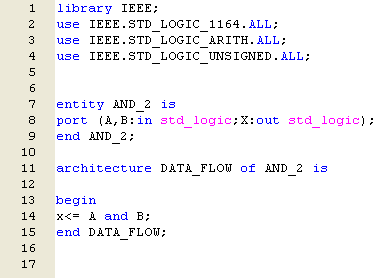 1 library IEEE;
2 use IEEE.STD_LOGIC_1164.ALL;
3 use IEEE.STD_LOGIC_ARITH.ALL;
4 use IEEE.STD_LOGIC_UNSIGNED.ALL;
5
6
7 entity AND_2 is
8 port (A,B:in std_logic;X:out std_logic);
9 end AND_2;
10
11 architecture DATA_FLOW of AND_2 is
12
13 begin
14 x<= A and B;
15 end DATA_FLOW;
16
17